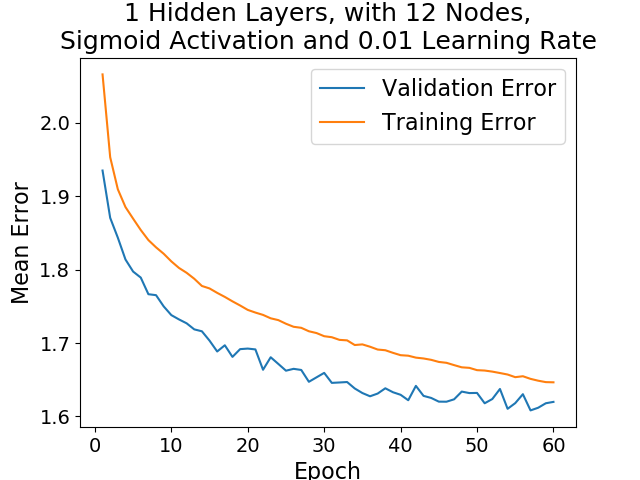 1 Hidden Layers, with 12 Nodes,
Sigmoid Activation and 0.01 Learning Rate
Validation Error
Training Error
Mean Error
2.0
1.9
1.8
1.7
1.6
0 10 20 30 40 50 60
Epoch